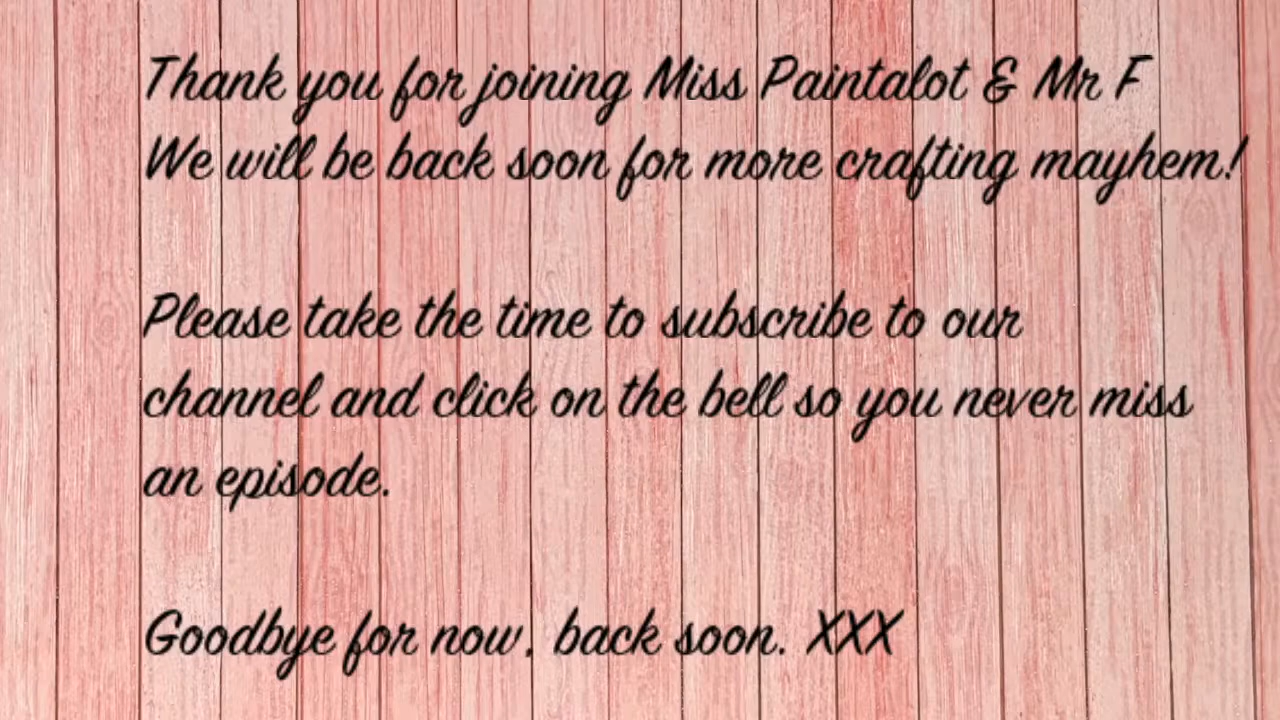 Thank you for joining Miss Paintalot & Mr F
We will be back soon for more crafting mayhem!
Please take the time to subscribe to our
channel and click on the bell so you never miss
an episode.
Goodbye for now, back soon. XXX